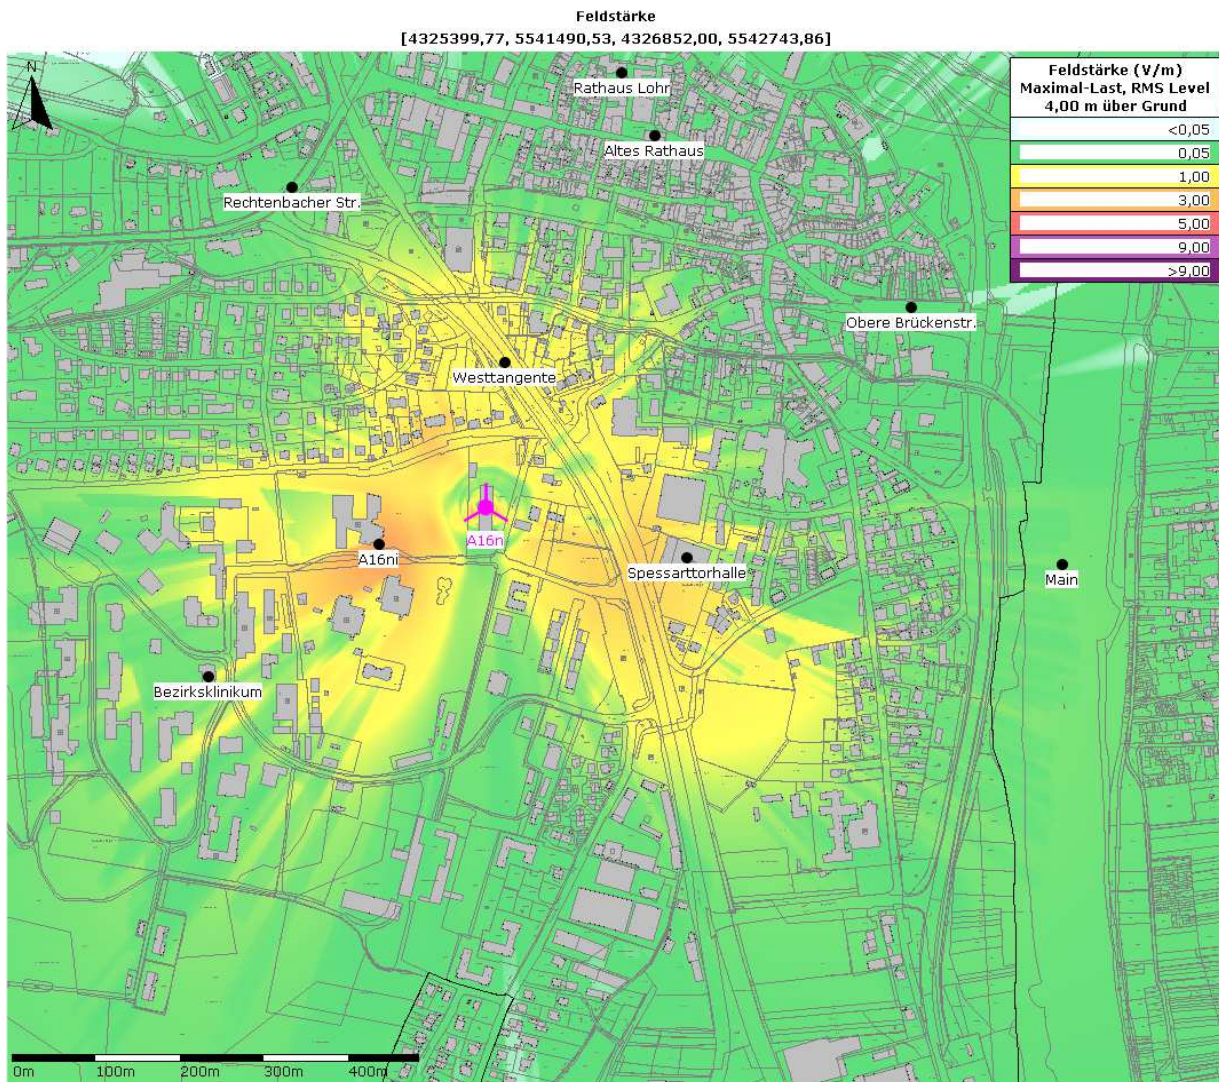 Feldstärke
[4325399,77, 5541490,53, 4326852,00, 5542743,86]
N
Feldstärke (V/m)
Maximal-Last, RMS Level
4,00 m über Grund
<0,05
0,05
1,00
3,00
5,00
9,00
>9,00
Rathaus Lohr
Altes Rathaus
Rechtenbacher Str.
Obere Brückenstr.
Westtangente
A16n
A16ni
Spessarttorhalle
Main
Bezirksklinikum
0m 100m 200m 300m 400m